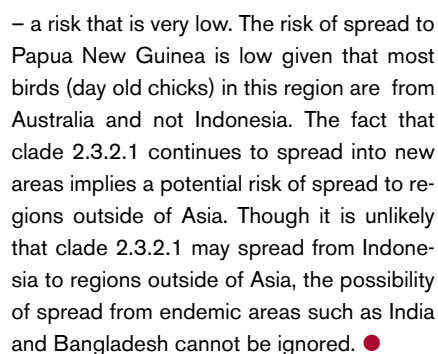 – a risk that is very low. The risk of spread to
Papua New Guinea is low given that most
birds (day old chicks) in this region are from
Australia and not Indonesia. The fact that
clade 2.3.2.1 continues to spread into new
areas implies a potential risk of spread to re-
gions outside of Asia. Though it is unlikely
that clade 2.3.2.1 may spread from Indone-
sia to regions outside of Asia, the possibility
of spread from endemic areas such as India
and Bangladesh cannot be ignored. ●